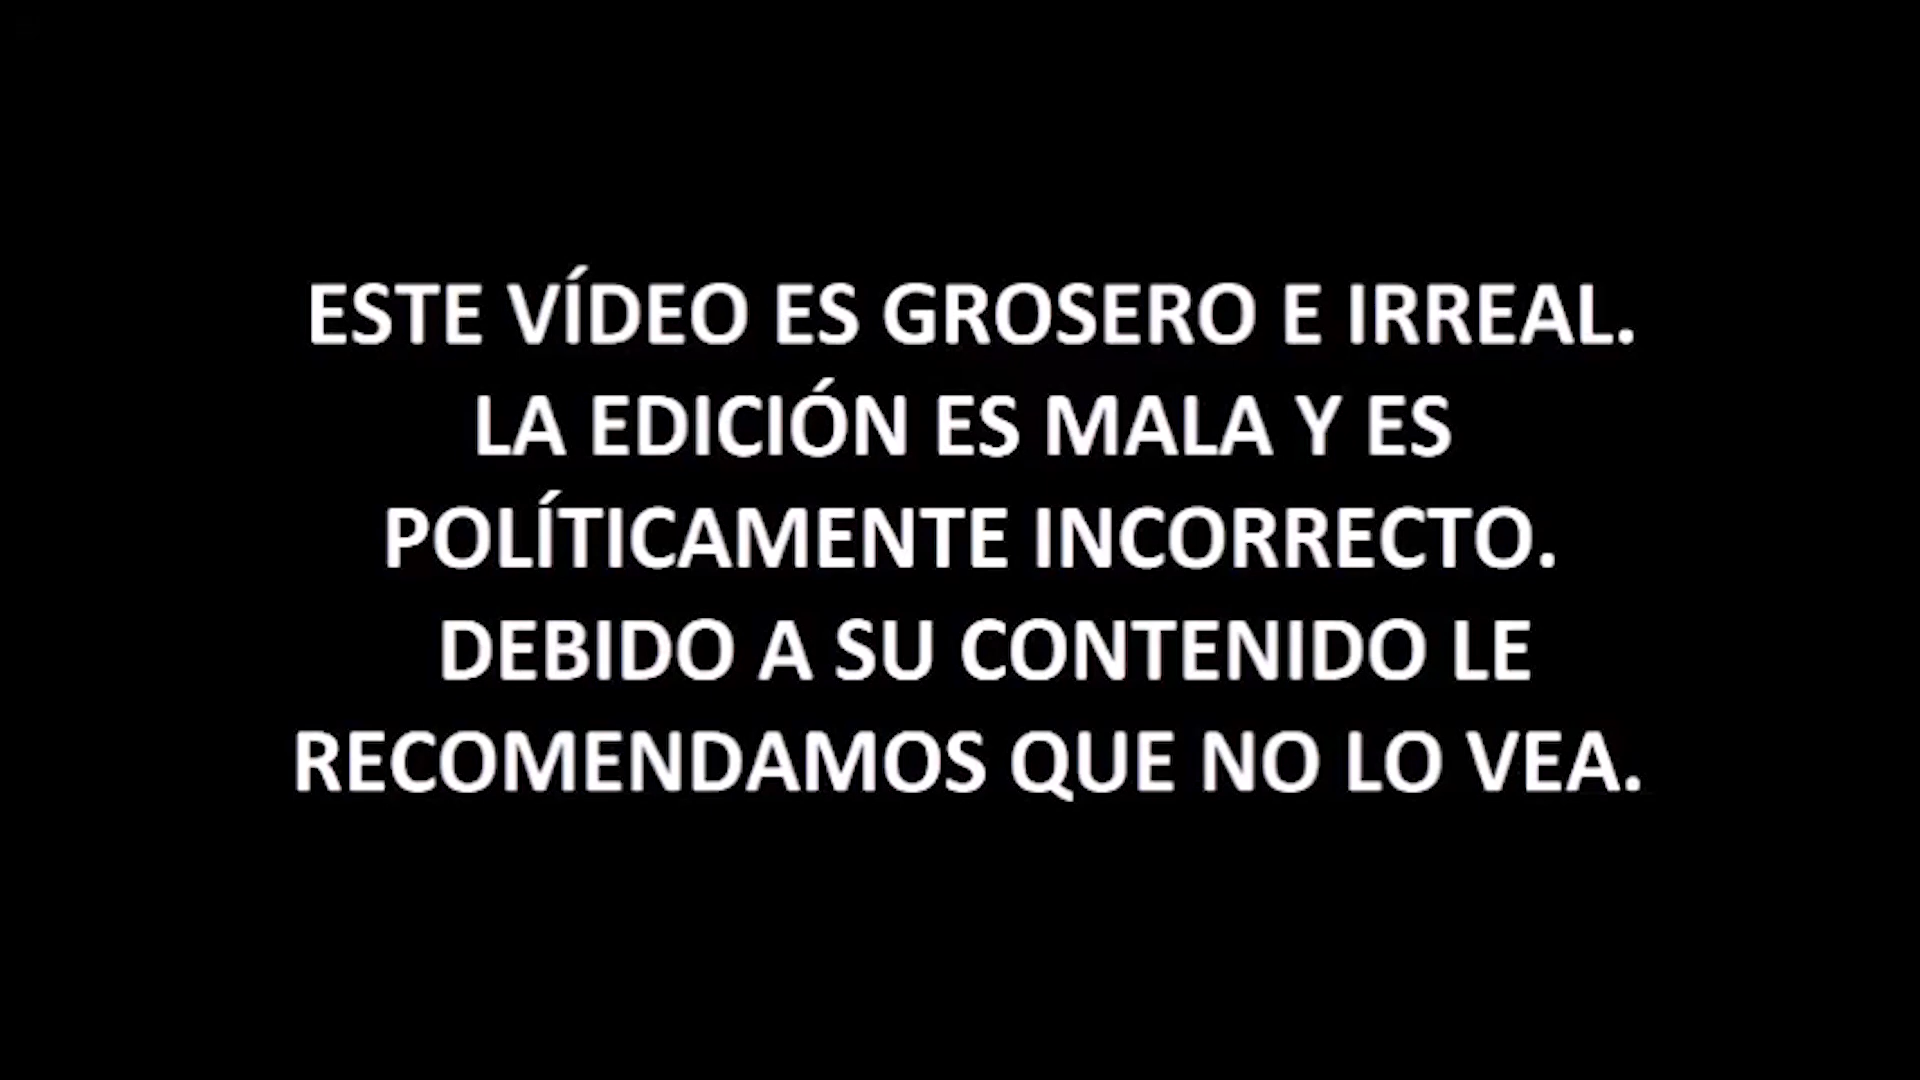 ESTE VÍDEO ES GROSERO E IRREAL.
LA EDICIÓN ES MALA Y ES
POLÍTICAMENTE INCORRECTO.
DEBIDO A SU CONTENIDO LE
RECOMENDAMOS QUE NO LO VEA.